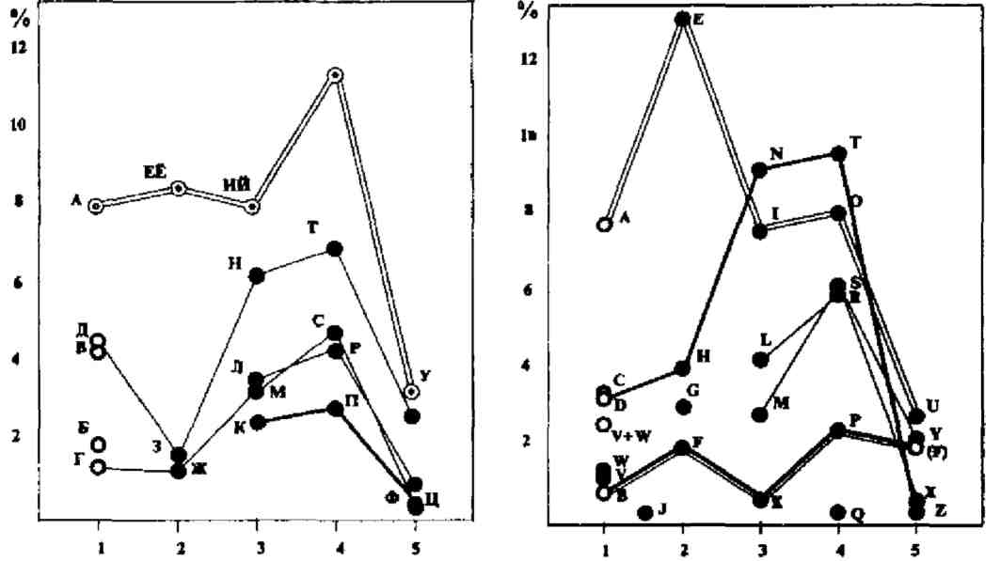 %
12
10
8
6
4
2
А
ЕЁ
ИЙ
Т
Н
Д
В
С
Л
Р
М
У
Б
П
К
Г
З
Ж
Ф
Ц
1 2 3 4 5
%
12
8
6
4
2
E
A
N
T
I
O
S
R
L
H
C
D
G
M
U
V+W
F
P
Y
(F)
W
V
B
X
J
Q
Z
1 2 3 4 5